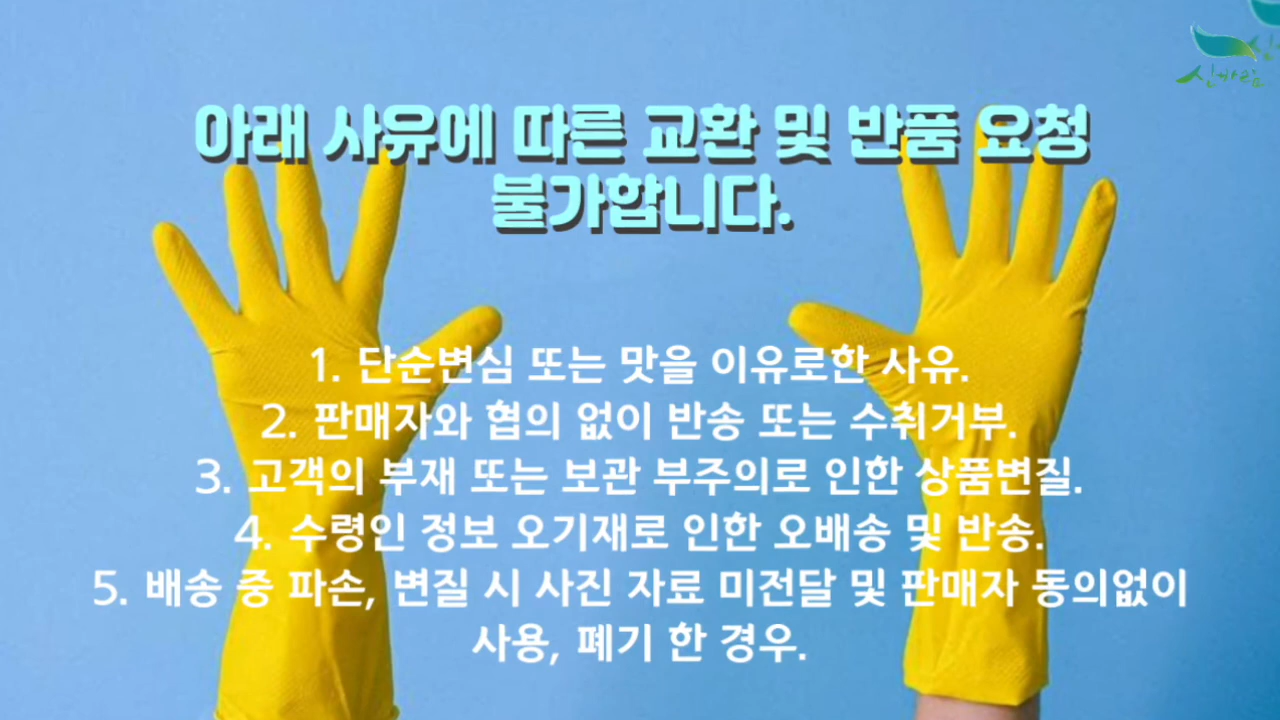 신바람
아래 사유에 따른 교환 및 반품 요청
불가합니다.
1. 단순변심 또는 맛을 이유로한 사유.
2. 판매자와 협의 없이 반송 또는 수취거부.
3. 고객의 부재 또는 보관 부주의로 인한 상품변질.
4. 수령인 정보 오기재로 인한 오배송 및 반송.
5. 배송 중 파손, 변질 시 사진 자료 미전달 및 판매자 동의없이
사용, 폐기 한 경우.